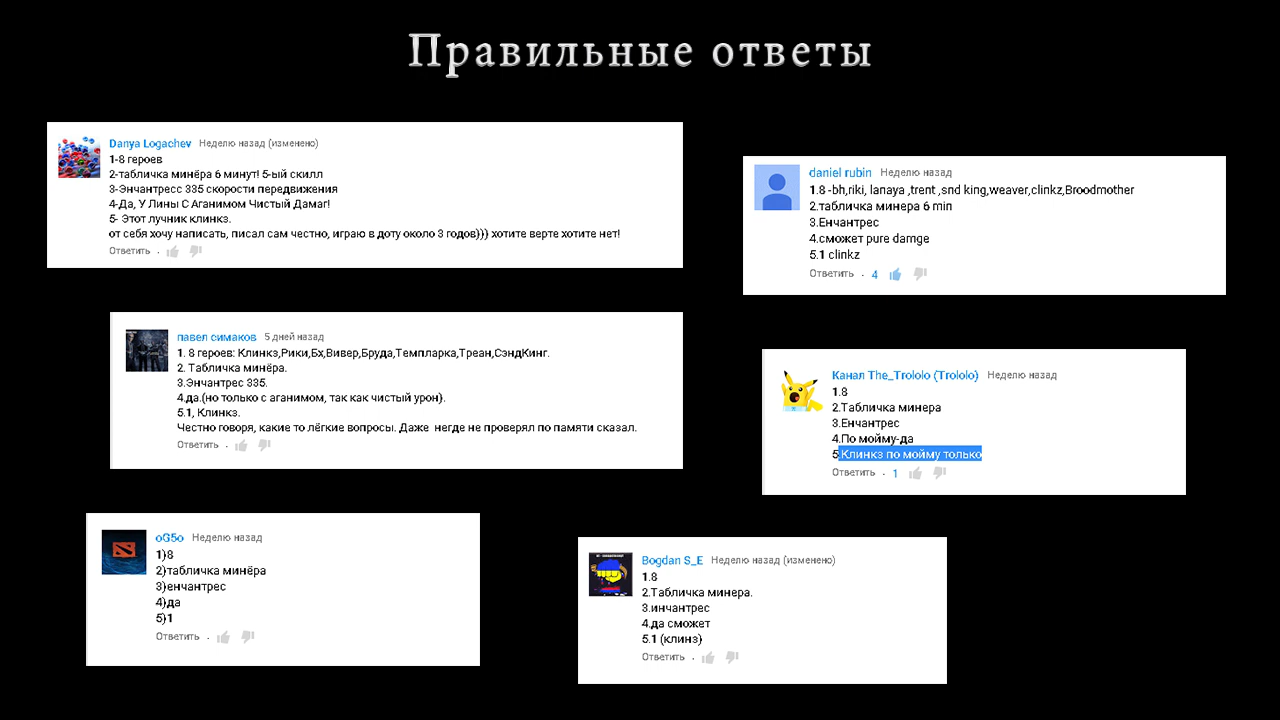 Правильные ответы
Danya Logachev Неделю назад (изменено)
1-8 героев
2-табличка минёра 6 минут! 5-ый скилл
3-Энчантресс 335 скорости передвижения
4-Да, У Лины С Аганимом Чистый Дамаг!
5- Этот лучник клинкз.
от себя хочу написать, писал сам честно, играю в доту около 3 годов))) хотите верте хотите нет!
Ответить ·
daniel rubin Неделю назад
1.8 -bh,riki, lanaya ,trent ,snd king,weaver,clinkz,Broodmother
2.табличка минера 6 min
3.Енчантрес
4.сможет pure damge
5.1 clinkz
Ответить · 4
павел симаков 5 дней назад
1. 8 героев: Клинкз,Рики,Бх,Вивер,Бруда,Темпларка,Треан,СэндКинг.
2. Табличка минёра.
3.Энчантрес 335.
4.да.(но только с аганимом, так как чистый урон).
5.1, Клинкз.
Честно говоря, какие то лёгкие вопросы. Даже негде не проверял по памяти сказал.
Ответить ·
Канал The_Trololo (Trololo) Неделю назад
1.8
2.Табличка минера
3.Енчантрес
4.По мойму-да
5.Клинкз по мойму только
Ответить · 1
oG5o Неделю назад
1)8
2)табличка минёра
3)енчантрес
4)да
5)1
Ответить ·
Bogdan S_E Неделю назад (изменено)
1.8
2.Табличка минера.
3.инчантрес
4.да сможет
5.1 (клинз)
Ответить ·